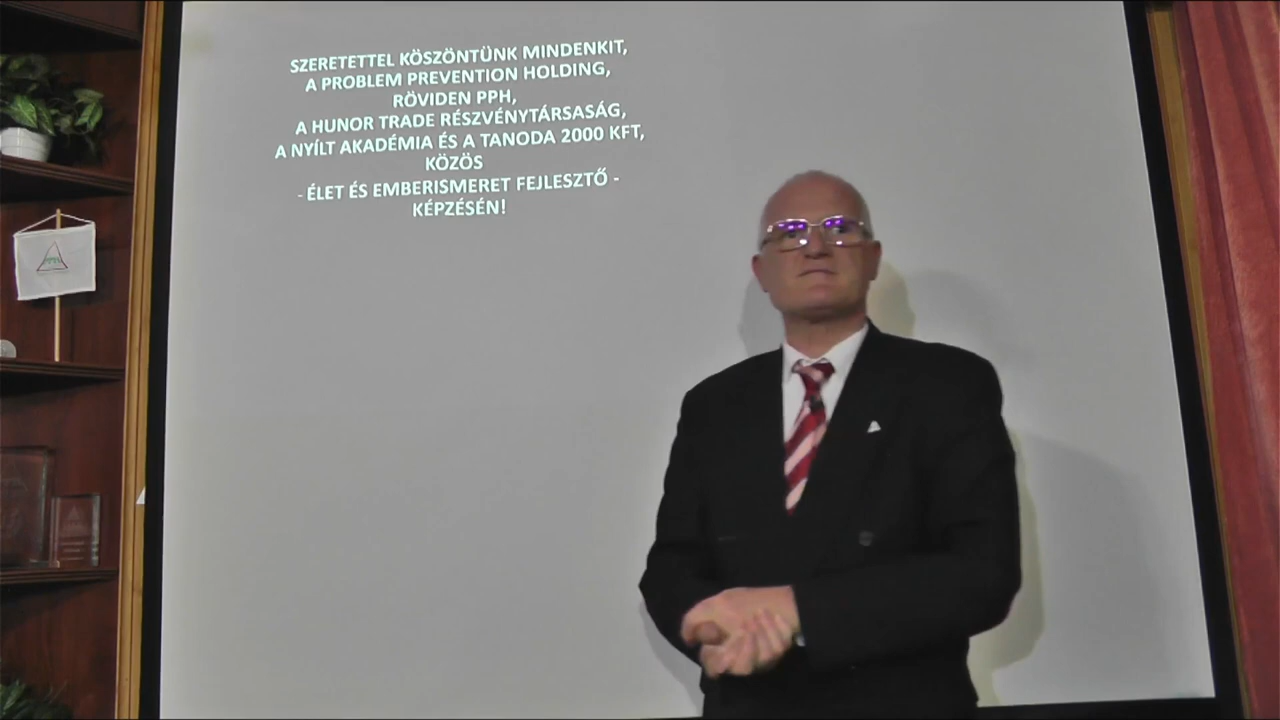 SZERETETTEL KÖSZÖNTÜNK MINDENKIT,
A PROBLEM PREVENTION HOLDING,
RÖVIDEN PPH,
A HUNOR TRADE RÉSZVÉNYTÁRSASÁG,
A NYÍLT AKADÉMIA ÉS A TANODA 2000 KFT,
KÖZÖS
- ÉLET ÉS EMBERISMERET FEJLESZTŐ -
KÉPZÉSÉN!